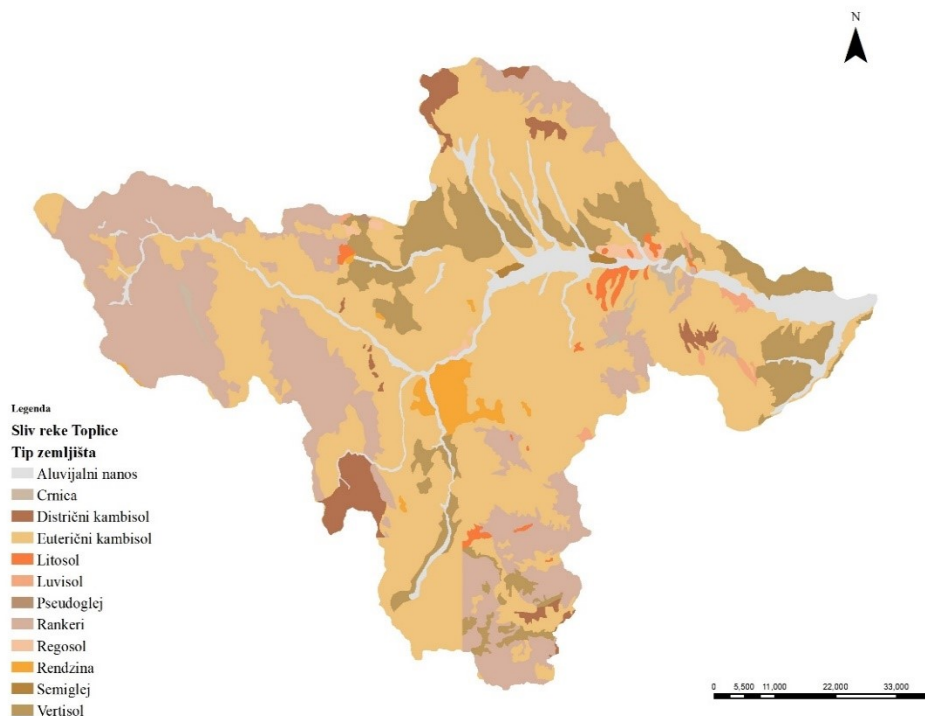 N
Legenda
Sliv reke Toplice
Tip zemljišta
Aluvijalni nanos
Crnica
Distrični kambisol
Euterični kambisol
Litosol
Luvisol
Pseudoglej
Rankeri
Regosol
Rendzina
Semiglej
Vertisol
0 5,500 11,000 22,000 33,000